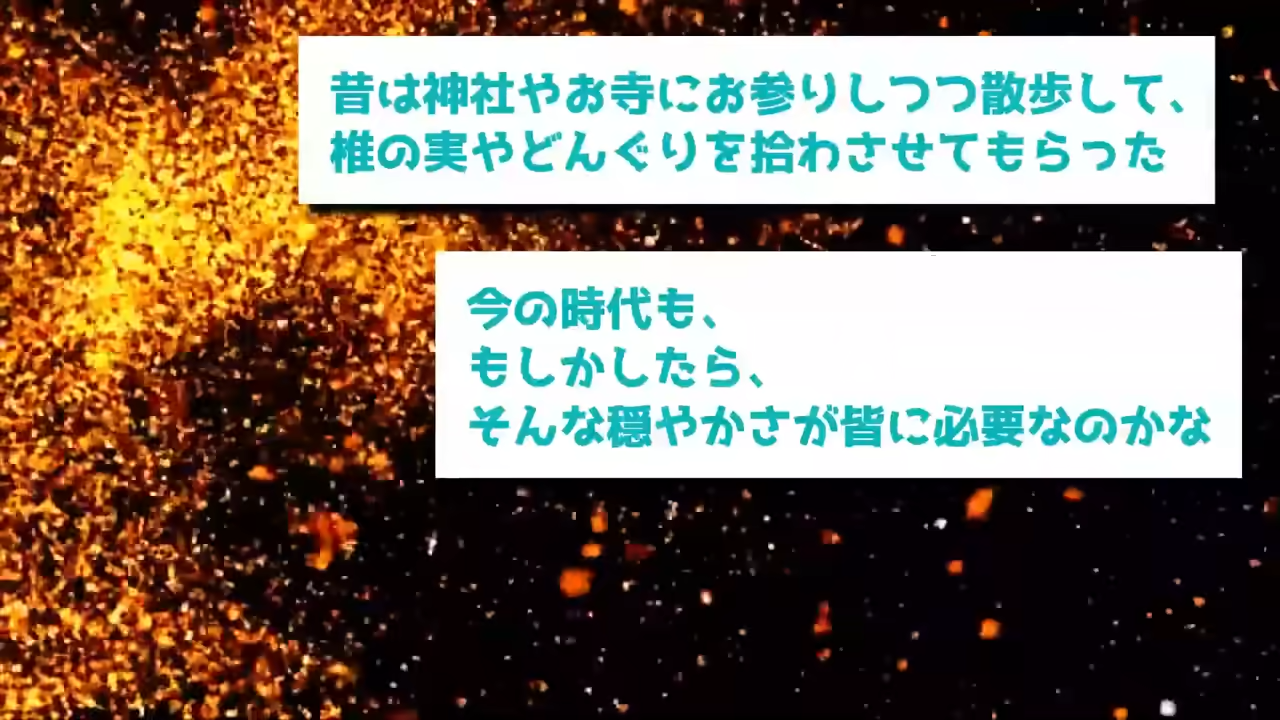 昔は神社やお寺にお参りしつつ散歩して、
椎の実やどんぐりを拾わさせてもらった
今の時代も、
もしかしたら、
そんな穏やかさが皆に必要なのかな